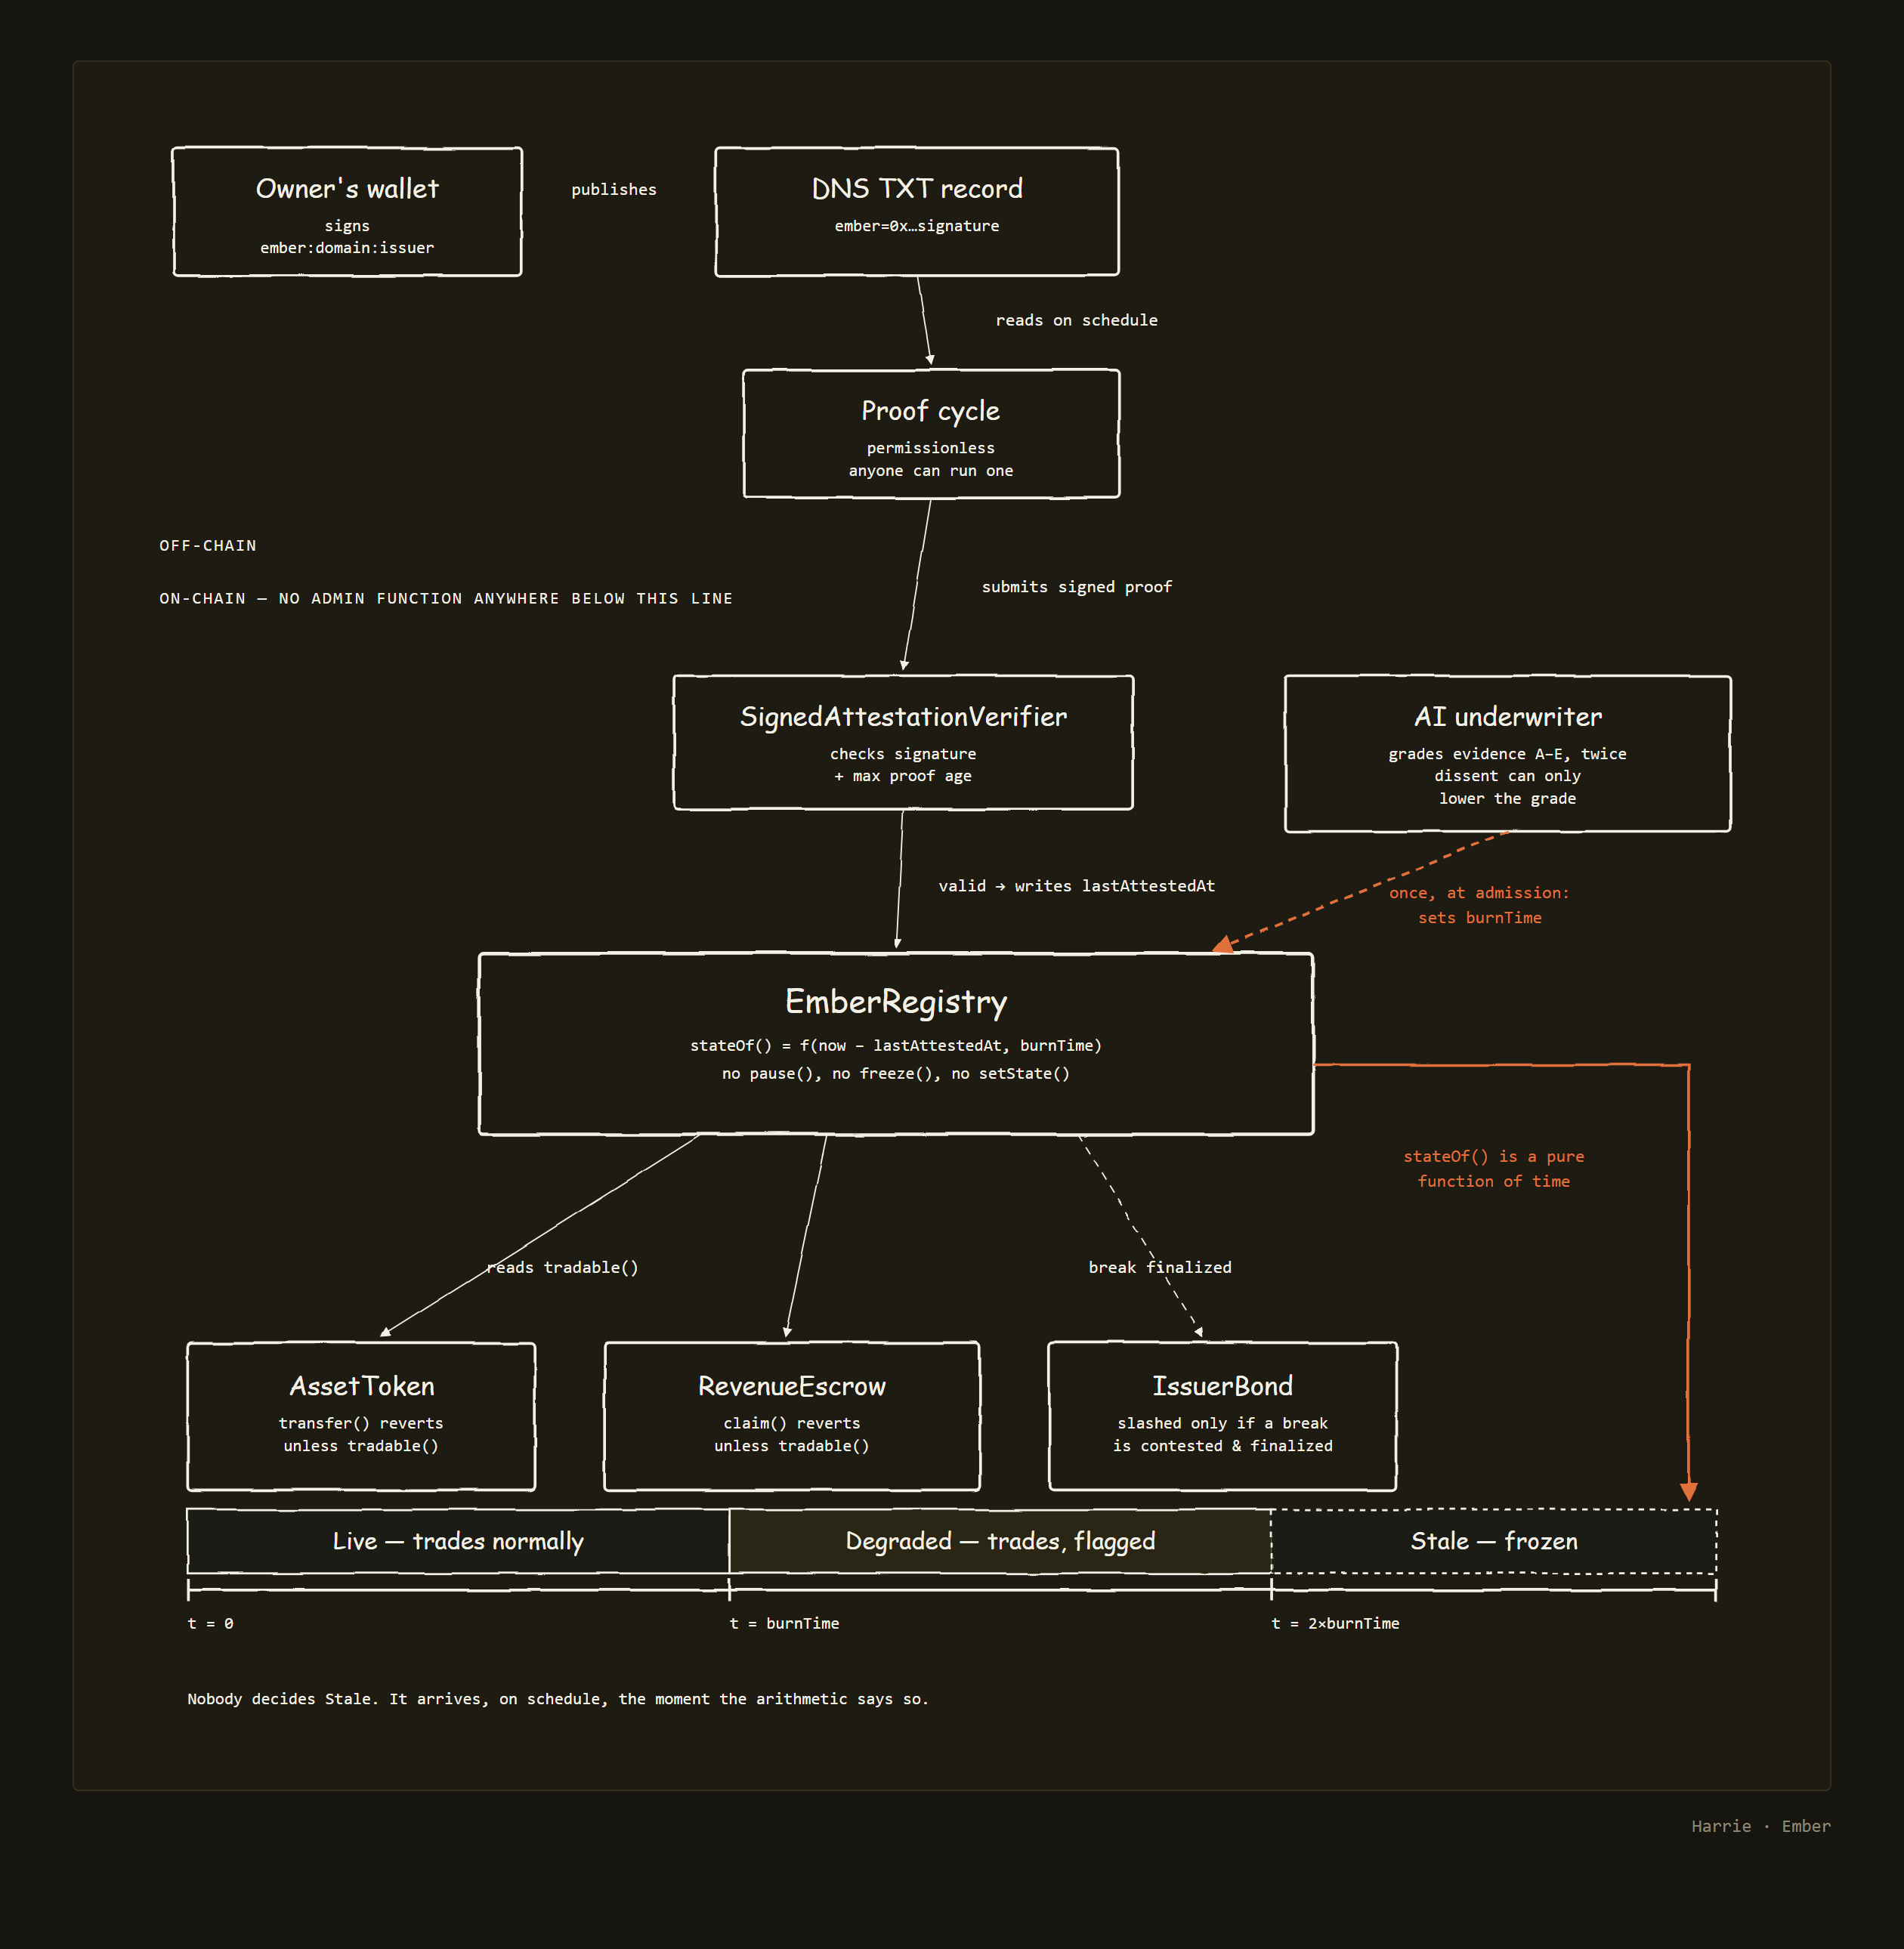 Owner's wallet
signs
ember:domain:issuer
publishes
DNS TXT record
ember=0x…signature
reads on schedule
Proof cycle
permissionless
anyone can run one
OFF-CHAIN
submits signed proof
ON-CHAIN — NO ADMIN FUNCTION ANYWHERE BELOW THIS LINE
SignedAttestationVerifier
checks signature
+ max proof age
AI underwriter
grades evidence A–E, twice
dissent can only
lower the grade
valid → writes lastAttestedAt
once, at admission:
sets burnTime
EmberRegistry
stateOf() = f(now − lastAttestedAt, burnTime)
no pause(), no freeze(), no setState()
stateOf() is a pure
function of time
reads tradable()
break finalized
AssetToken
transfer() reverts
unless tradable()
RevenueEscrow
claim() reverts
unless tradable()
IssuerBond
slashed only if a break
is contested & finalized
Live — trades normally
Degraded — trades, flagged
Stale — frozen
t = 0
t = burnTime
t = 2×burnTime
Nobody decides Stale. It arrives, on schedule, the moment the arithmetic says so.
Harrie · Ember